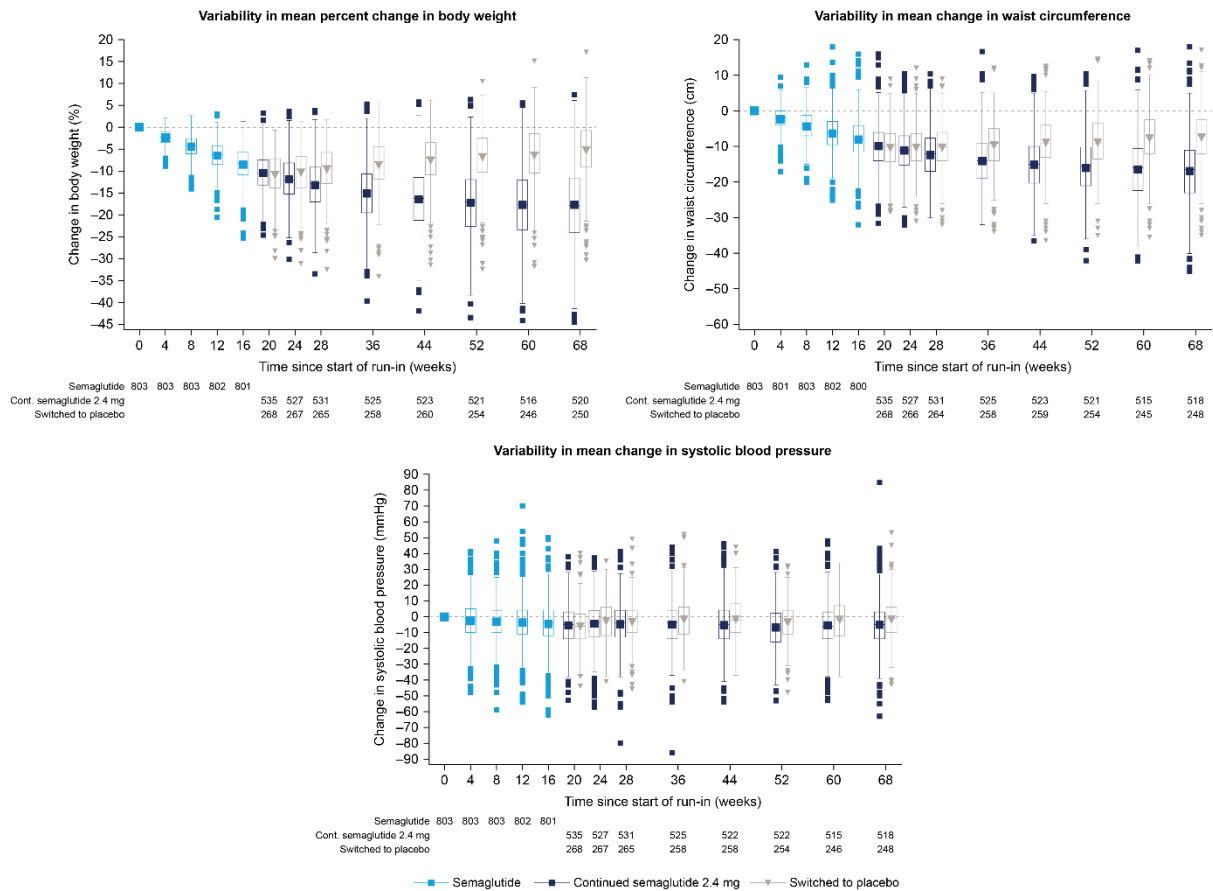 Variability in mean percent change in body weight
Change in body weight (%)
20
15
10
5
0
–5
–10
–15
–20
–25
–30
–35
–40
–45
0 4 8 12 16 20 24 28 36 44 52 60 68
Time since start of run-in (weeks)
Semaglutide 803 803 803 802 801
Cont. semaglutide 2.4 mg 535 527 531 525 523 521 516 520
Switched to placebo 268 267 265 258 260 254 246 250
Variability in mean change in waist circumference
Change in waist circumference (cm)
20
10
0
–10
–20
–30
–40
–50
–60
0 4 8 12 16 20 24 28 36 44 52 60 68
Time since start of run-in (weeks)
Semaglutide 803 801 803 802 800
Cont. semaglutide 2.4 mg 535 527 531 525 523 521 515 518
Switched to placebo 268 266 264 258 259 254 245 248
Variability in mean change in systolic blood pressure
Change in systolic blood pressure (mmHg)
90
80
70
60
50
40
30
20
10
0
–10
–20
–30
–40
–50
–60
–70
–80
–90
0 4 8 12 16 20 24 28 36 44 52 60 68
Time since start of run-in (weeks)
Semaglutide 803 803 803 802 801
Cont. semaglutide 2.4 mg 535 527 531 525 522 522 515 518
Switched to placebo 268 267 265 258 258 254 246 248
Semaglutide Continued semaglutide 2.4 mg Switched to placebo